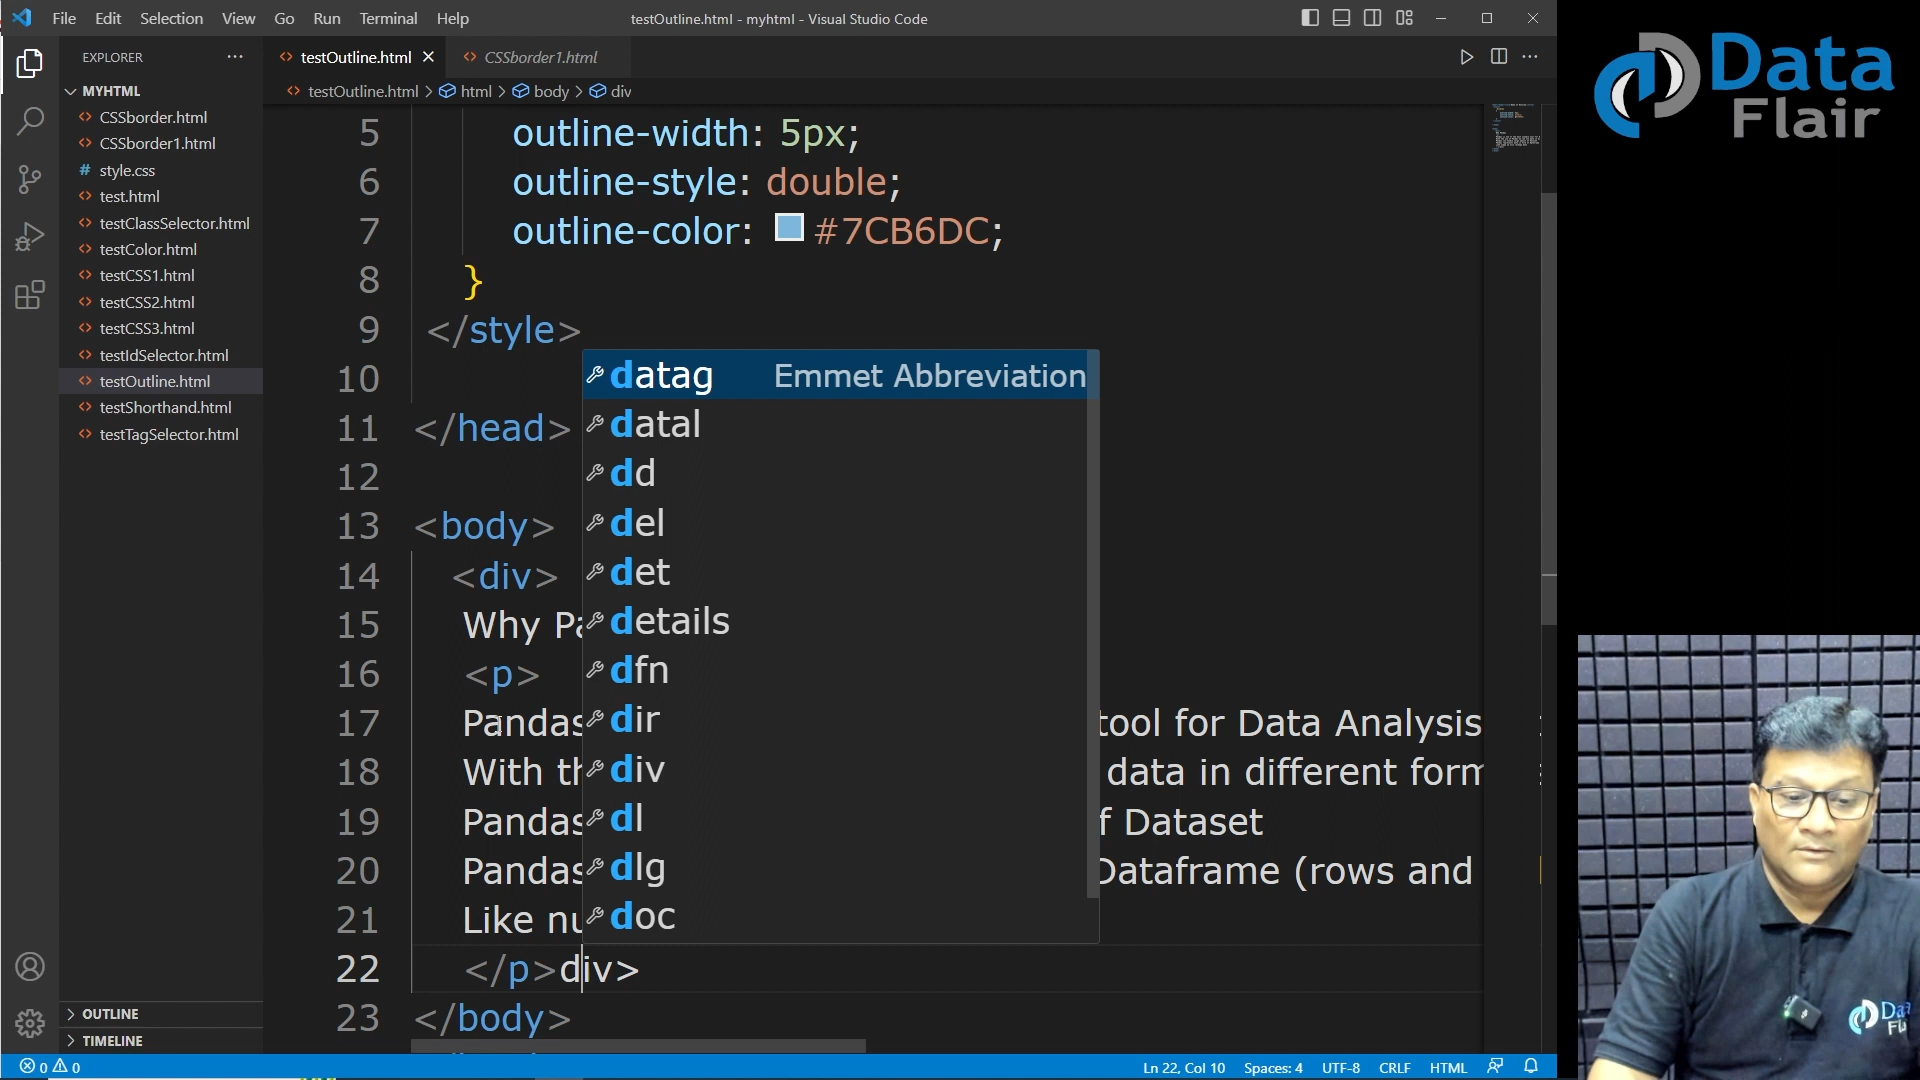 File Edit Selection View Go Run Terminal Help
testOutline.html - myhtml - Visual Studio Code
EXPLORER
testOutline.html
CSSborder1.html
testOutline.html > html > body > div
MYHTML
CSSborder.html
CSSborder1.html
style.css
test.html
testClassSelector.html
testColor.html
testCSS1.html
testCSS2.html
testCSS3.html
testIdSelector.html
testOutline.html
testShorthand.html
testTagSelector.html
OUTLINE
TIMELINE
5 outline-width: 5px;
6 outline-style: double;
7 outline-color: #7CB6DC;
8 }
9 </style>
10
11 </head>
12
13 <body>
14 <div>
15 Why Pa
16 <p>
17 Pandas tool for Data Analysis
18 With th data in different form
19 Pandas f Dataset
20 Pandas Dataframe (rows and
21 Like nu
22 </p>div>
23 </body>
datag Emmet Abbreviation
datal
dd
del
det
details
dfn
dir
div
dl
dlg
doc
0 0
Ln 22, Col 10 Spaces: 4 UTF-8 CRLF HTML
Data
Flair